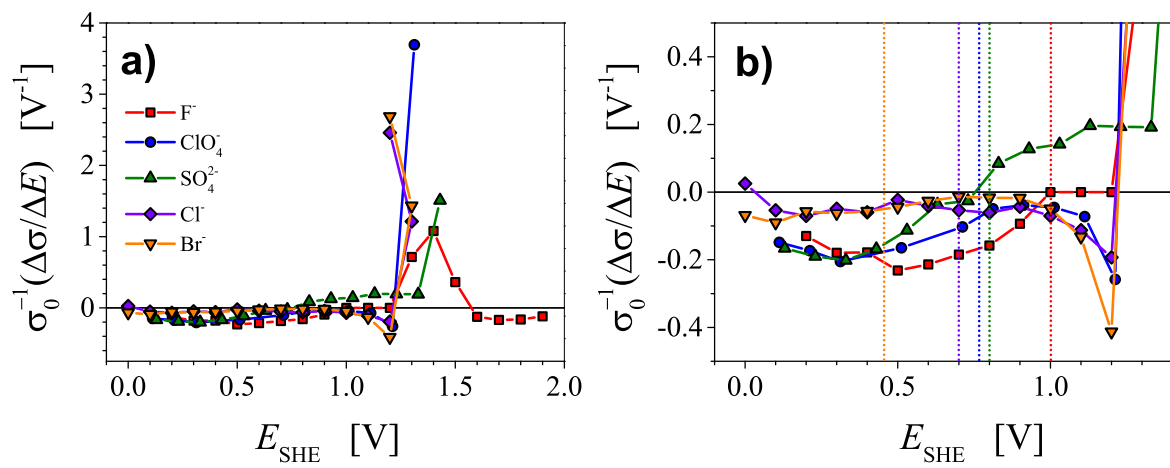 a)
σ₀⁻¹(Δσ/ΔE) [V⁻¹]
4
3
2
1
0
F⁻
ClO₄⁻
SO₄²⁻
Cl⁻
Br⁻
0.0 0.5 1.0 1.5 2.0
E_SHE [V]
b)
σ₀⁻¹(Δσ/ΔE) [V⁻¹]
0.4
0.2
0.0
-0.2
-0.4
0.0 0.5 1.0
E_SHE [V]